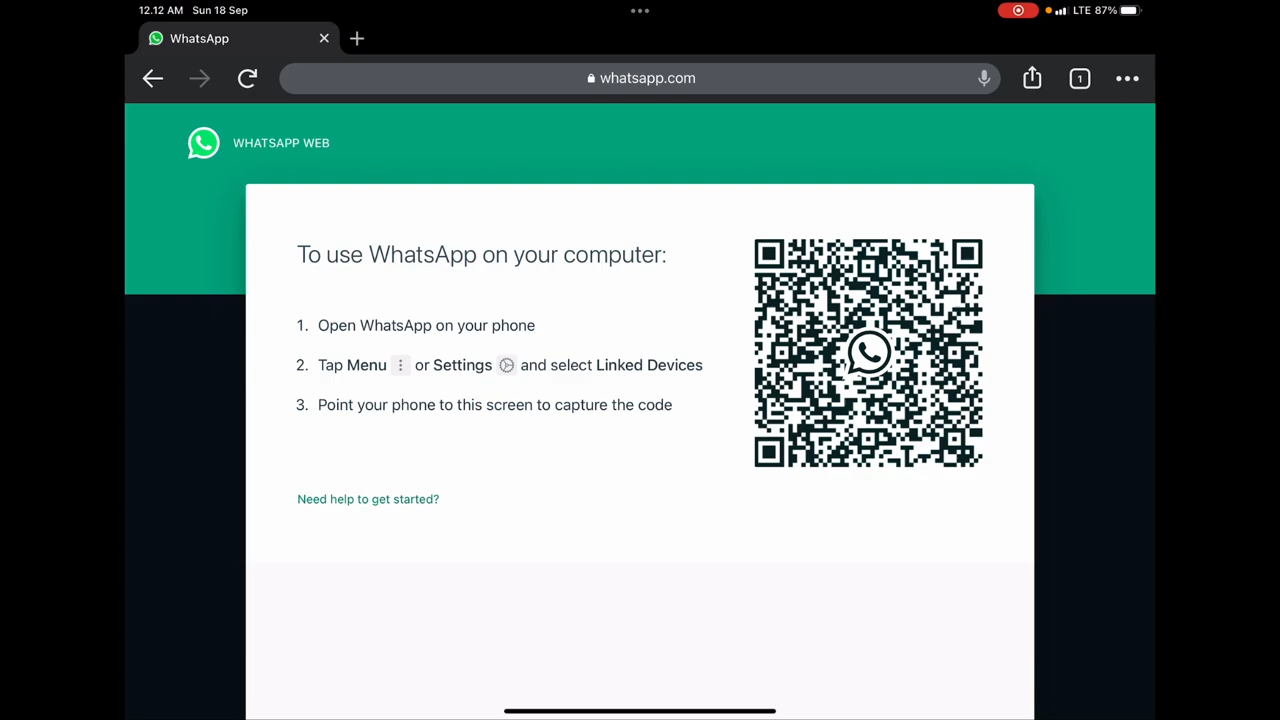 12.12 AM Sun 18 Sep
LTE 87%
WhatsApp
whatsapp.com
1
WHATSAPP WEB
To use WhatsApp on your computer:
1. Open WhatsApp on your phone
2. Tap Menu or Settings and select Linked Devices
3. Point your phone to this screen to capture the code
Need help to get started?